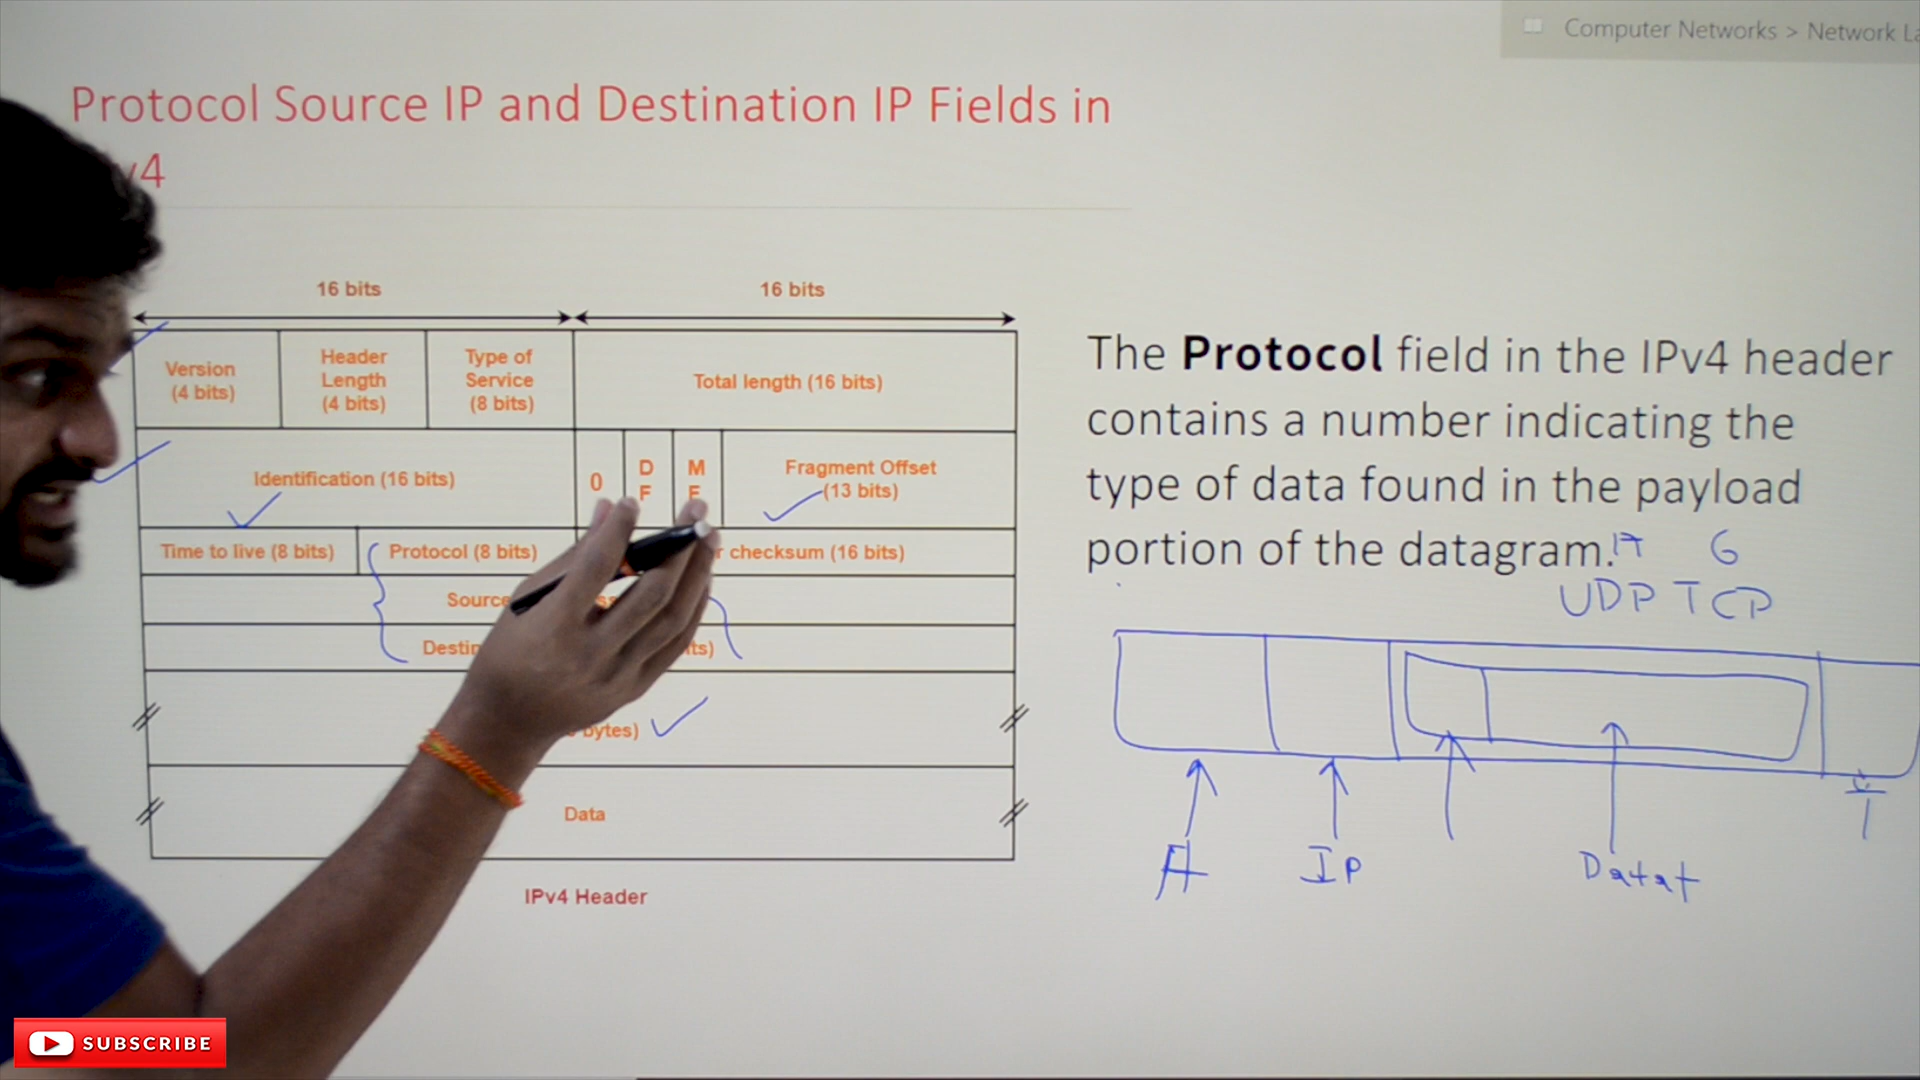 Computer Networks > Network La
Protocol Source IP and Destination IP Fields in
v4
16 bits
16 bits
Version
(4 bits)
Header
Length
(4 bits)
Type of
Service
(8 bits)
Total length (16 bits)
Identification (16 bits)
0
D
F
M
F
Fragment Offset
(13 bits)
Time to live (8 bits)
Protocol (8 bits)
r checksum (16 bits)
Source
Destin
bits)
bytes)
Data
IPv4 Header
The Protocol field in the IPv4 header
contains a number indicating the
type of data found in the payload
portion of the datagram.
17 6
UDP TCP
H
IP
Data
T
SUBSCRIBE